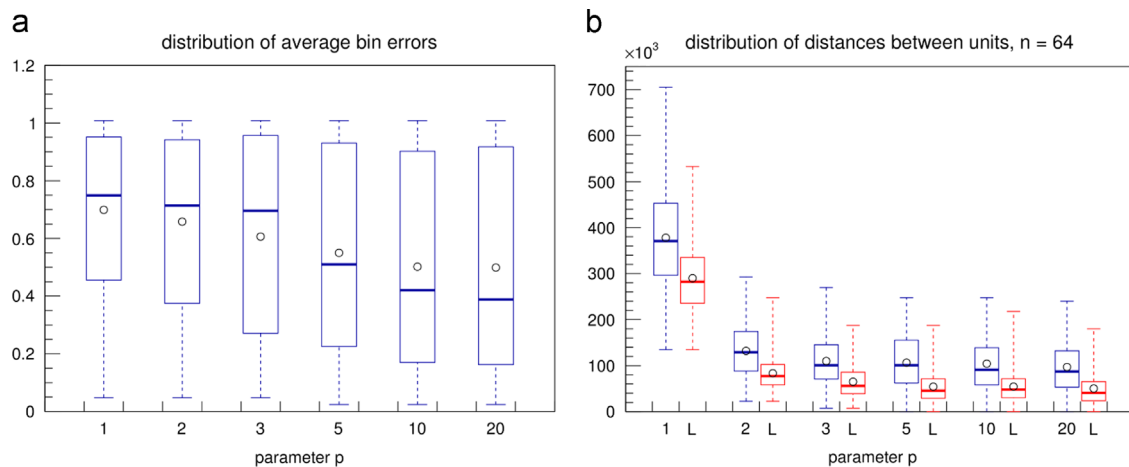 a
distribution of average bin errors
1.2
1
0.8
0.6
0.4
0.2
0
1 2 3 5 10 20
parameter p
b
distribution of distances between units, n = 64
×10³
700
600
500
400
300
200
100
0
1 L 2 L 3 L 5 L 10 L 20 L
parameter p